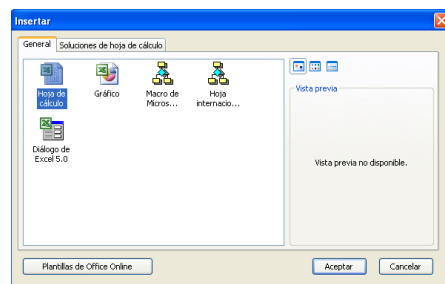 Insertar
General Soluciones de hoja de cálculo
Hoja de cálculo
Gráfico
Macro de Micros...
Hoja internacio...
Diálogo de Excel 5.0
Vista previa
Vista previa no disponible.
Plantillas de Office Online
Aceptar
Cancelar